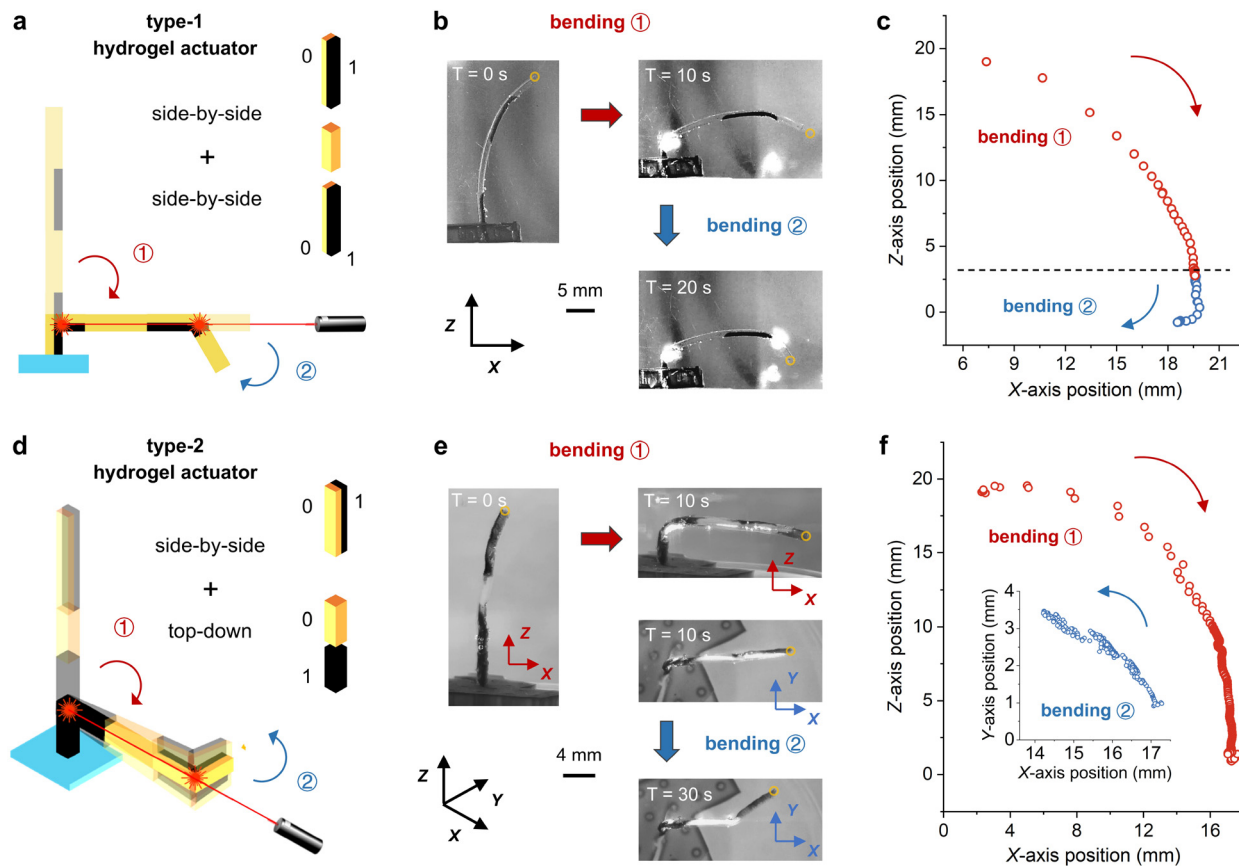 a
type-1
hydrogel actuator
0
1
side-by-side
+
side-by-side
0
1
①
②
b
bending ①
T = 0 s
T = 10 s
bending ②
T = 20 s
5 mm
Z
X
c
20
15
10
5
0
6
9
12
15
18
21
Z-axis position (mm)
X-axis position (mm)
bending ①
bending ②
d
type-2
hydrogel actuator
0
1
side-by-side
+
top-down
0
1
①
②
e
bending ①
T = 0 s
Z
X
T = 10 s
Z
X
T = 10 s
Y
X
bending ②
T = 30 s
Y
X
4 mm
Z
Y
X
f
25
20
15
10
5
0
0
4
8
12
16
Z-axis position (mm)
X-axis position (mm)
bending ①
4
3
2
1
0
14
15
16
17
Y-axis position (mm)
X-axis position (mm)
bending ②